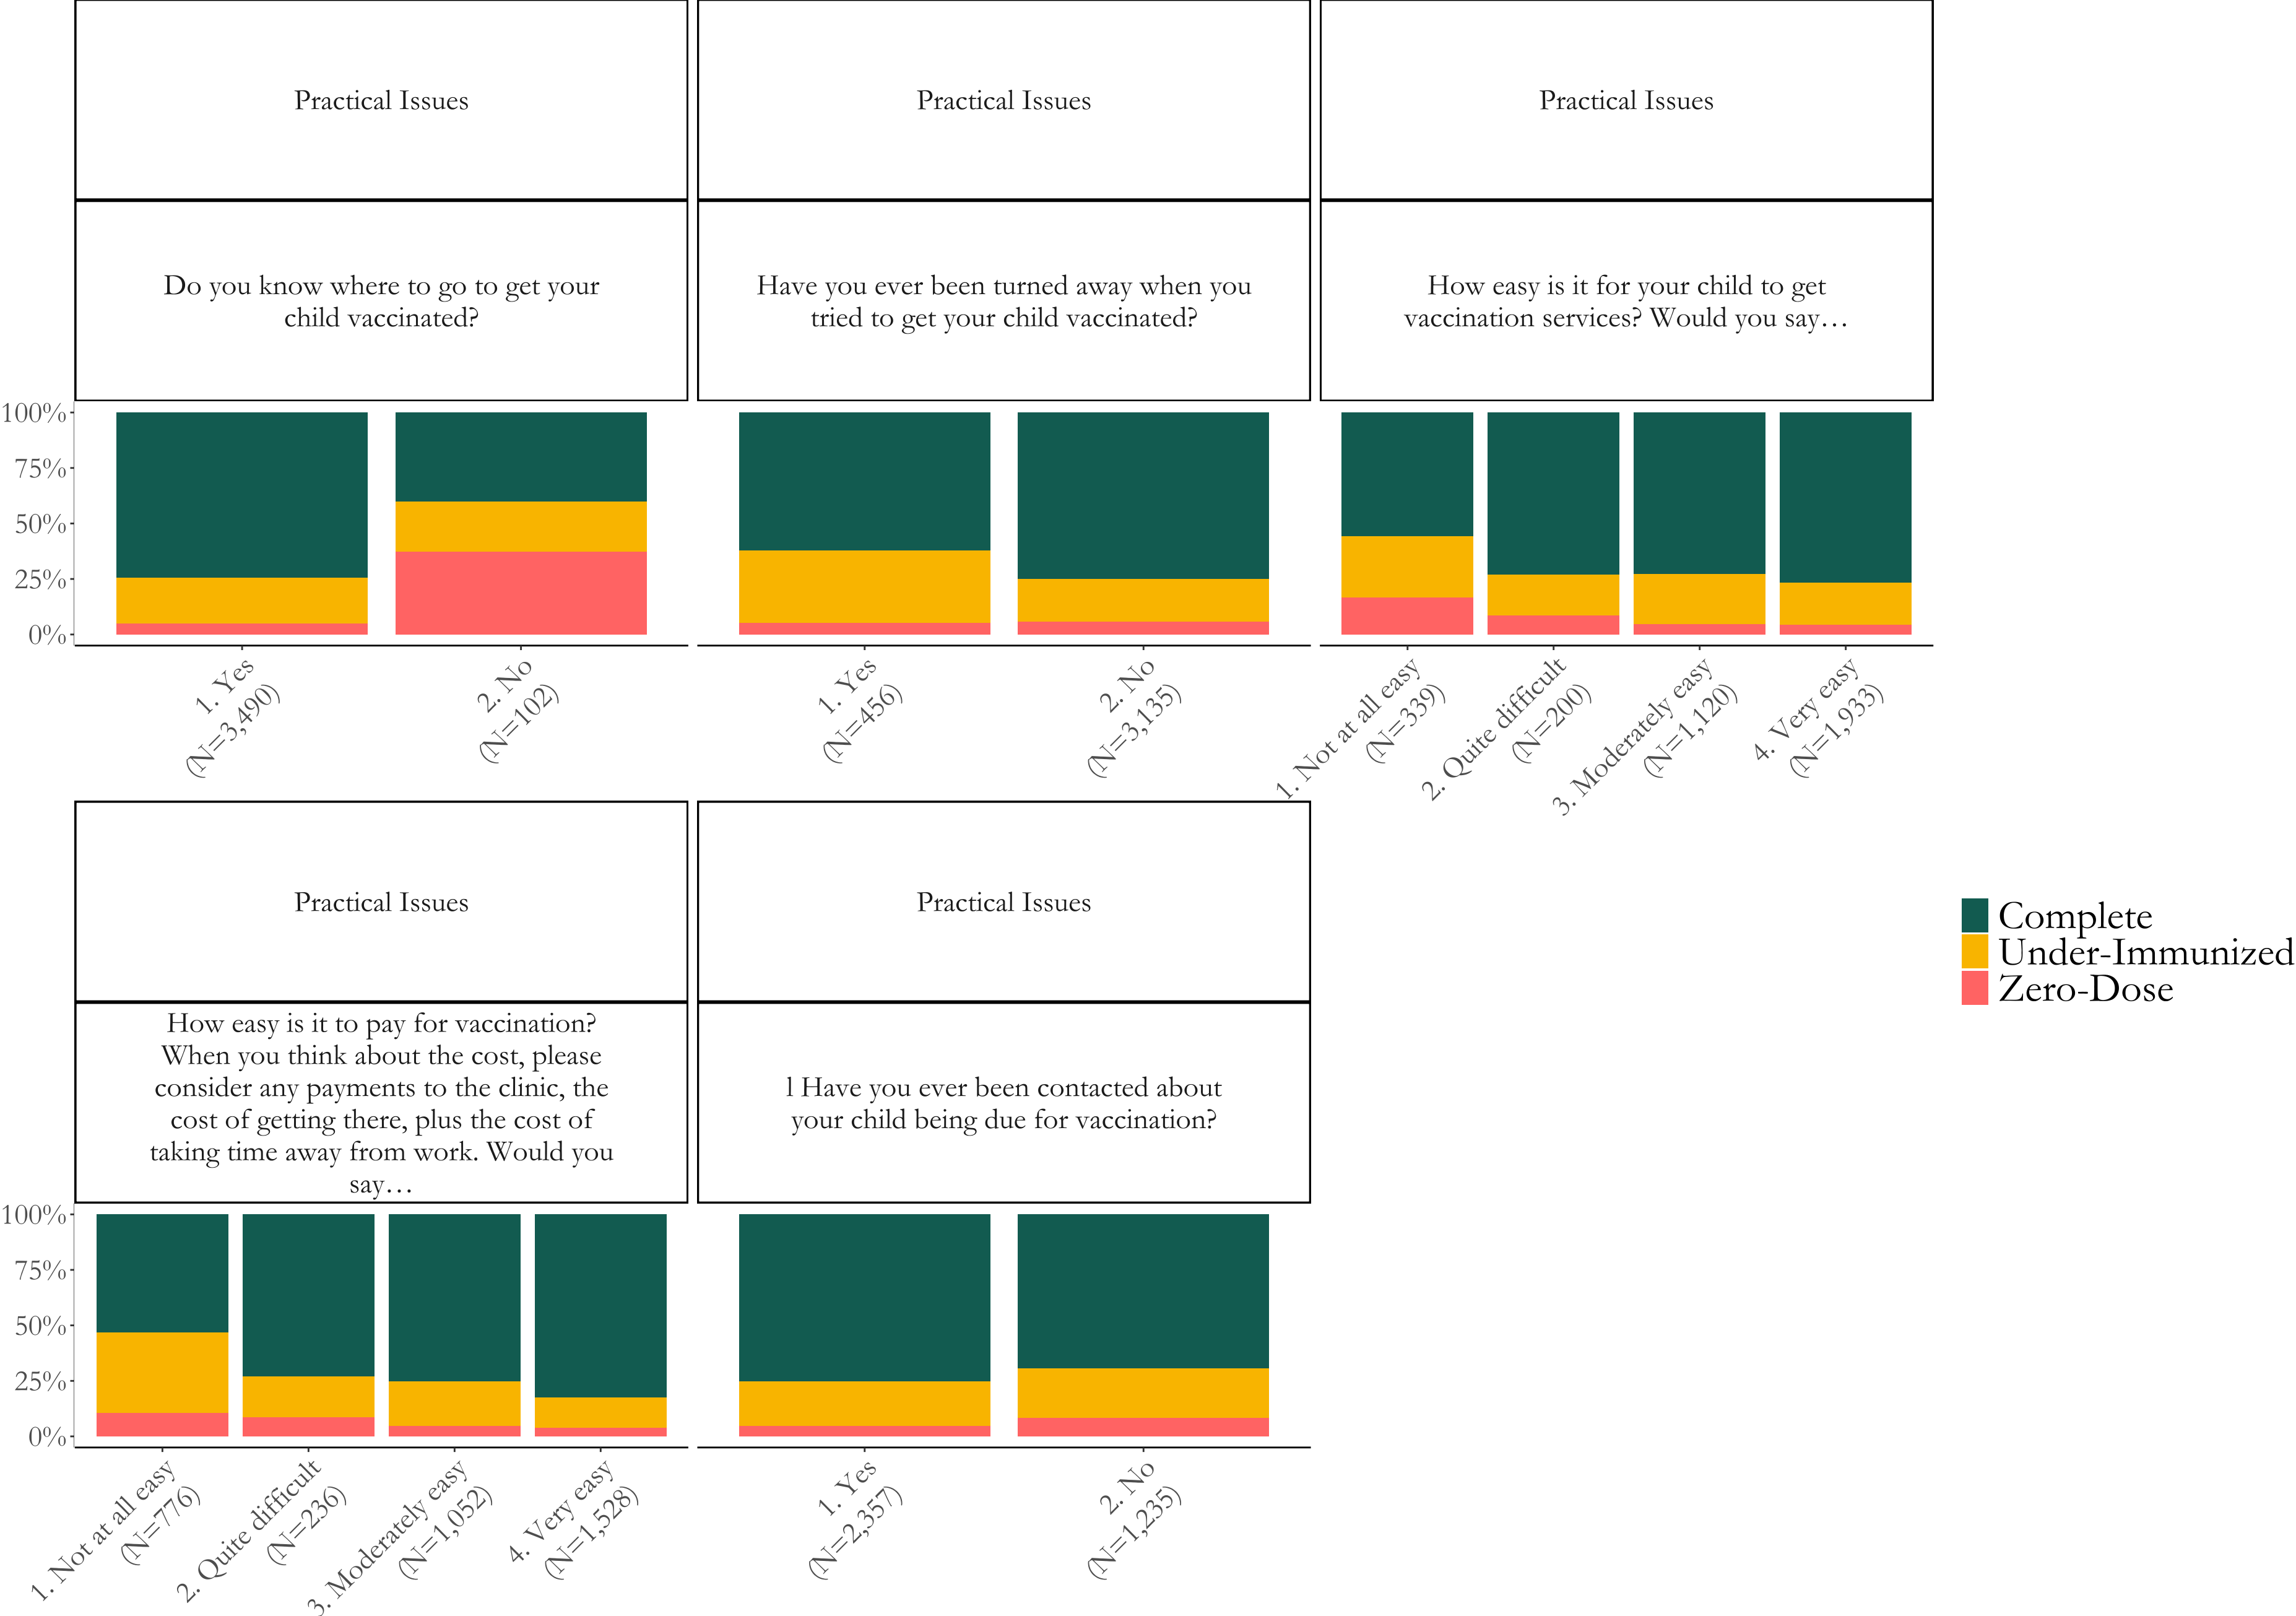 Practical Issues
Practical Issues
Practical Issues
Do you know where to go to get your
child vaccinated?
Have you ever been turned away when you
tried to get your child vaccinated?
How easy is it for your child to get
vaccination services? Would you say…
100%
75%
50%
25%
0%
1. Yes
(N=3,490)
2. No
(N=102)
1. Yes
(N=456)
2. No
(N=3,135)
1. Not at all easy
(N=339)
2. Quite difficult
(N=200)
3. Moderately easy
(N=1,120)
4. Very easy
(N=1,933)
Practical Issues
Practical Issues
How easy is it to pay for vaccination?
When you think about the cost, please
consider any payments to the clinic, the
cost of getting there, plus the cost of
taking time away from work. Would you
say…
l Have you ever been contacted about
your child being due for vaccination?
100%
75%
50%
25%
0%
1. Not at all easy
(N=776)
2. Quite difficult
(N=236)
3. Moderately easy
(N=1,052)
4. Very easy
(N=1,528)
1. Yes
(N=2,357)
2. No
(N=1,235)
Complete
Under-Immunized
Zero-Dose